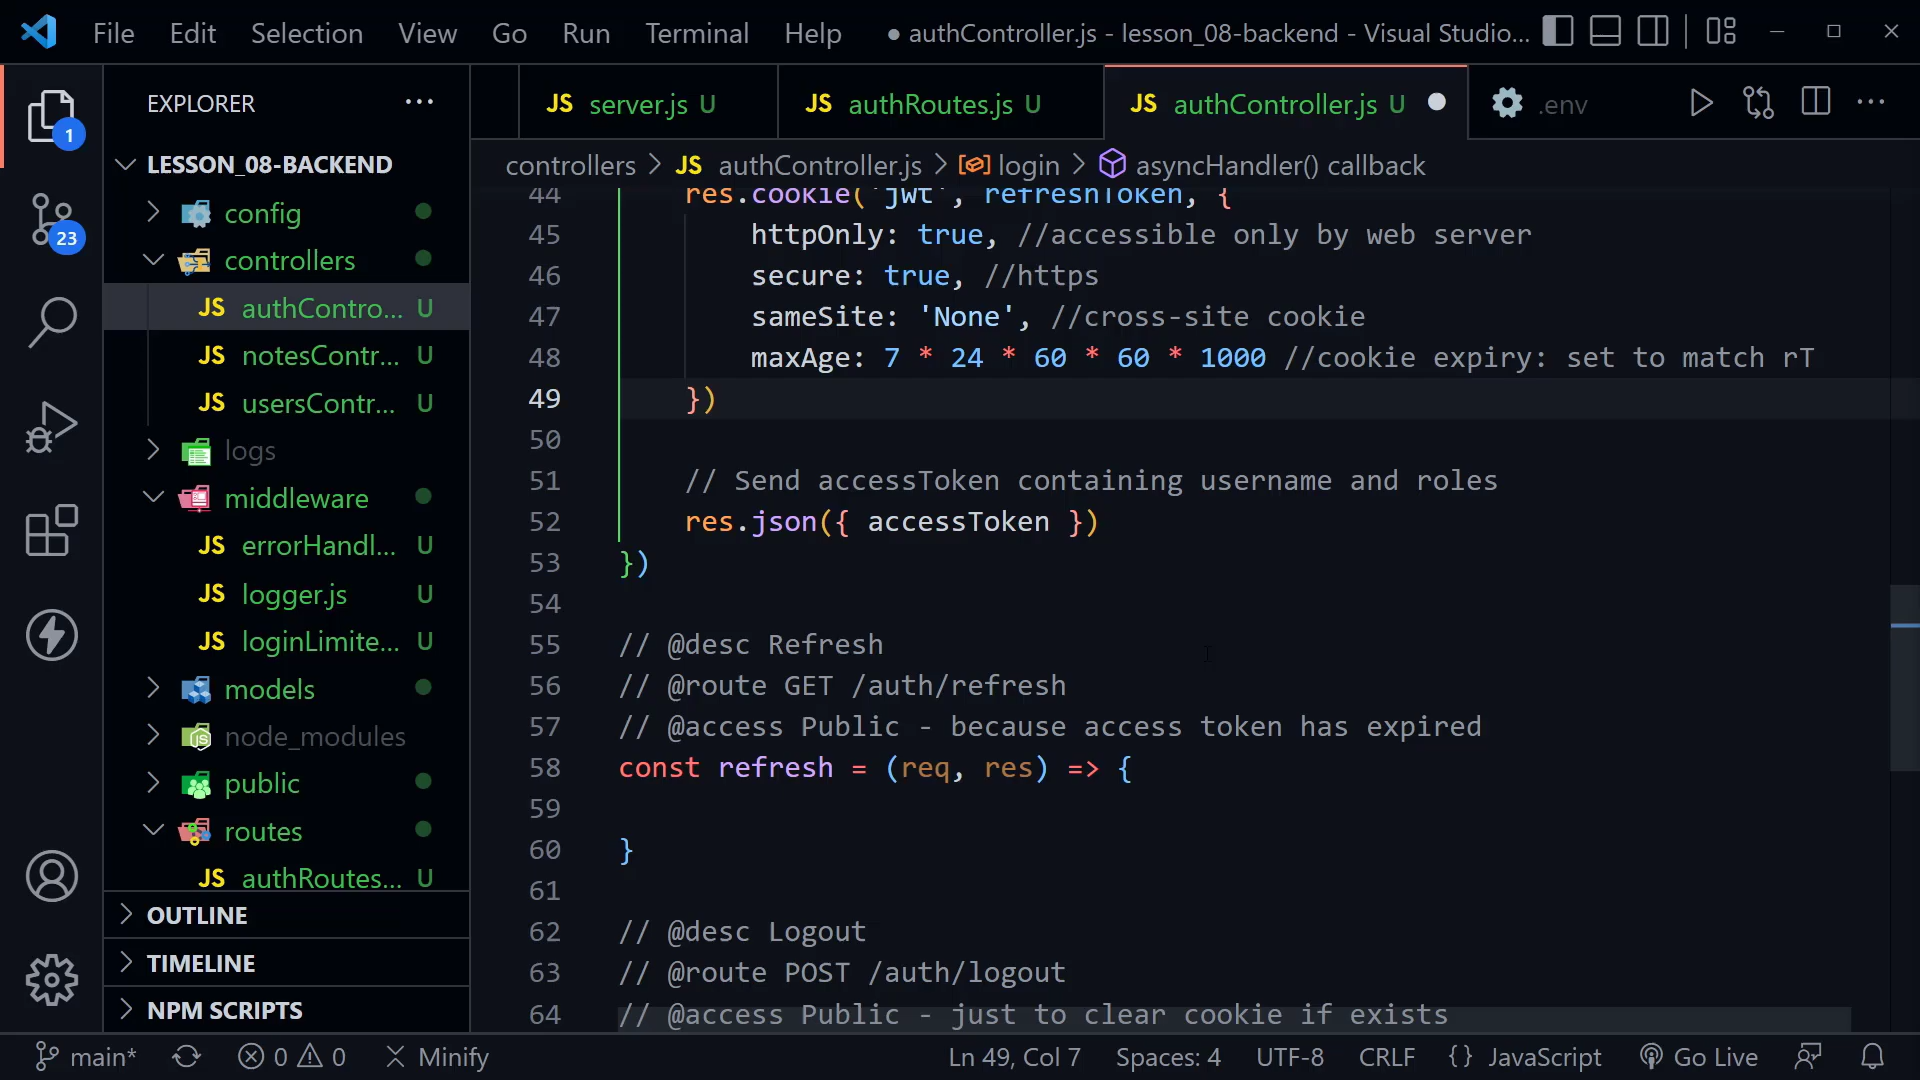 File Edit Selection View Go Run Terminal Help ● authController.js - lesson_08-backend - Visual Studio...
EXPLORER ...
JS server.js U JS authRoutes.js U JS authController.js U .env ...
1
LESSON_08-BACKEND
controllers > JS authController.js > login > asyncHandler() callback
config
controllers
23
JS authContro... U
JS notesContr... U
JS usersContr... U
logs
middleware
JS errorHandl... U
JS logger.js U
JS loginLimite... U
models
node_modules
public
routes
JS authRoutes... U
OUTLINE
TIMELINE
NPM SCRIPTS
44 res.cookie('jwt', refreshToken, {
45 httpOnly: true, //accessible only by web server
46 secure: true, //https
47 sameSite: 'None', //cross-site cookie
48 maxAge: 7 * 24 * 60 * 60 * 1000 //cookie expiry: set to match rT
49 })
50
51 // Send accessToken containing username and roles
52 res.json({ accessToken })
53 })
54
55 // @desc Refresh
56 // @route GET /auth/refresh
57 // @access Public - because access token has expired
58 const refresh = (req, res) => {
59
60 }
61
62 // @desc Logout
63 // @route POST /auth/logout
64 // @access Public - just to clear cookie if exists
main* 0 0 Minify Ln 49, Col 7 Spaces: 4 UTF-8 CRLF {} JavaScript Go Live